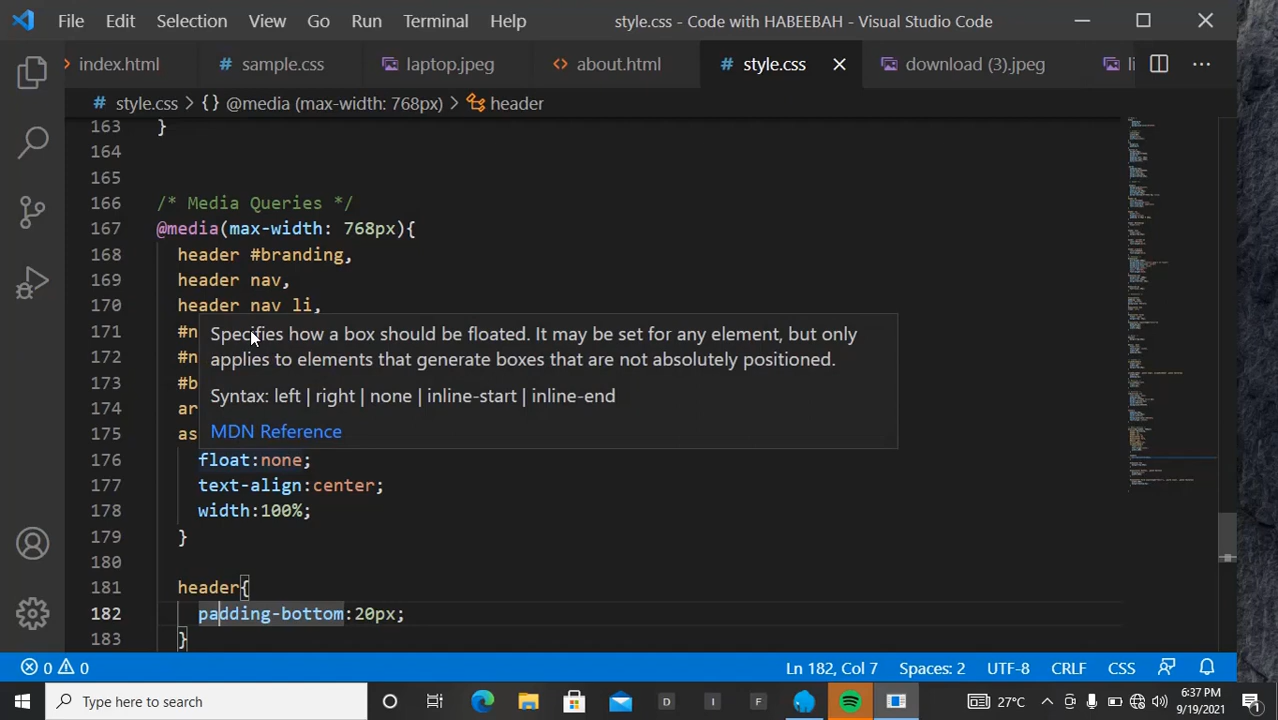 File Edit Selection View Go Run Terminal Help style.css - Code with HABEEBAH - Visual Studio Code
index.html # sample.css laptop.jpeg <> about.html # style.css download (3).jpeg li ...
# style.css > {} @media (max-width: 768px) > header
163 }
164
165
166 /* Media Queries */
167 @media(max-width: 768px){
168 header #branding,
169 header nav,
170 header nav li,
171 #n
172 #n
173 #b
174 ar
175 as
Specifies how a box should be floated. It may be set for any element, but only
applies to elements that generate boxes that are not absolutely positioned.
Syntax: left | right | none | inline-start | inline-end
MDN Reference
176 float:none;
177 text-align:center;
178 width:100%;
179 }
180
181 header{
182 padding-bottom:20px;
183 }
0 0 Ln 182, Col 7 Spaces: 2 UTF-8 CRLF CSS
Type here to search D I F 27°C 6:37 PM
9/19/2021 1